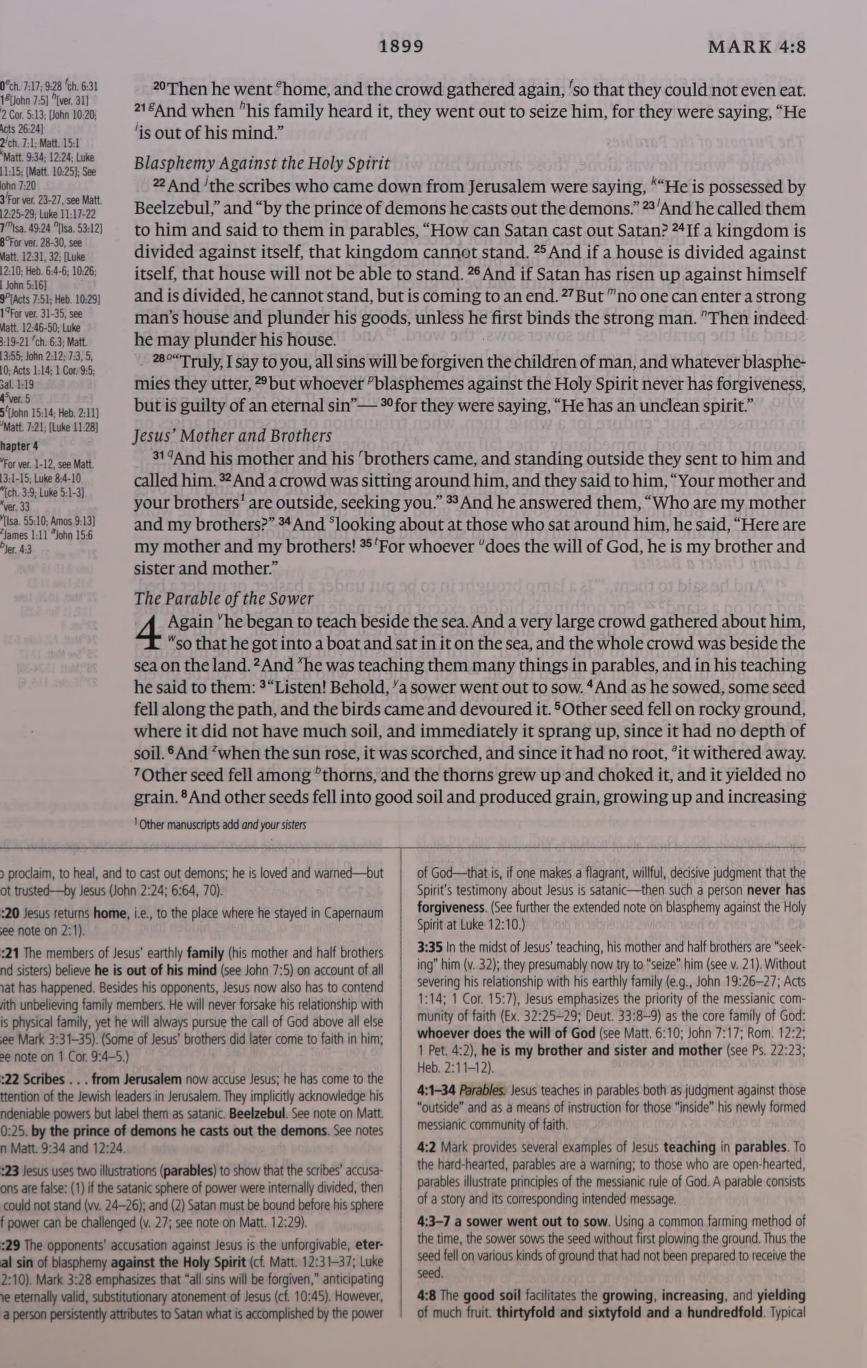 1899
MARK 4:8
ch. 7:17; 9:28 ch. 6:31
[John 7:5] [ver. 31]
2 Cor. 5:13; [John 10:20;
Acts 26:24]
ch. 7:1; Matt. 15:1
Matt. 9:34; 12:24; Luke
11:15; [Matt. 10:25]; See
John 7:20
For ver. 23-27, see Matt.
12:25-29; Luke 11:17-22
Isa. 49:24 [Isa. 53:12]
For ver. 28-30, see
Matt. 12:31, 32; [Luke
12:10; Heb. 6:4-6; 10:26;
1 John 5:16]
[Acts 7:51; Heb. 10:29]
For ver. 31-35, see
Matt. 12:46-50; Luke
8:19-21 ch. 6:3; Matt.
13:55; John 2:12; 7:3, 5,
10; Acts 1:14; 1 Cor. 9:5;
Gal. 1:19
ver. 5
[John 15:14; Heb. 2:11]
Matt. 7:21; [Luke 11:28]
hapter 4
For ver. 1-12, see Matt.
13:1-15; Luke 8:4-10
[ch. 3:9; Luke 5:1-3]
ver. 33
[Isa. 55:10; Amos 9:13]
James 1:11 John 15:6
Jer. 4:3
20 Then he went home, and the crowd gathered again, so that they could not even eat.
21 And when his family heard it, they went out to seize him, for they were saying, “He
is out of his mind.”
Blasphemy Against the Holy Spirit
22 And the scribes who came down from Jerusalem were saying, “He is possessed by
Beelzebul,” and “by the prince of demons he casts out the demons.” 23 And he called them
to him and said to them in parables, “How can Satan cast out Satan? 24 If a kingdom is
divided against itself, that kingdom cannot stand. 25 And if a house is divided against
itself, that house will not be able to stand. 26 And if Satan has risen up against himself
and is divided, he cannot stand, but is coming to an end. 27 But no one can enter a strong
man’s house and plunder his goods, unless he first binds the strong man. Then indeed
he may plunder his house.
28 “Truly, I say to you, all sins will be forgiven the children of man, and whatever blasphe-
mies they utter, 29 but whoever blasphemes against the Holy Spirit never has forgiveness,
but is guilty of an eternal sin”— 30 for they were saying, “He has an unclean spirit.”
Jesus’ Mother and Brothers
31 And his mother and his brothers came, and standing outside they sent to him and
called him. 32 And a crowd was sitting around him, and they said to him, “Your mother and
your brothers1 are outside, seeking you.” 33 And he answered them, “Who are my mother
and my brothers?” 34 And looking about at those who sat around him, he said, “Here are
my mother and my brothers! 35 For whoever does the will of God, he is my brother and
sister and mother.”
The Parable of the Sower
4 Again he began to teach beside the sea. And a very large crowd gathered about him,
so that he got into a boat and sat in it on the sea, and the whole crowd was beside the
sea on the land. 2 And he was teaching them many things in parables, and in his teaching
he said to them: 3 “Listen! Behold, a sower went out to sow. 4 And as he sowed, some seed
fell along the path, and the birds came and devoured it. 5 Other seed fell on rocky ground,
where it did not have much soil, and immediately it sprang up, since it had no depth of
soil. 6 And when the sun rose, it was scorched, and since it had no root, it withered away.
7 Other seed fell among thorns, and the thorns grew up and choked it, and it yielded no
grain. 8 And other seeds fell into good soil and produced grain, growing up and increasing
1 Other manuscripts add and your sisters
proclaim, to heal, and to cast out demons; he is loved and warned—but
ot trusted—by Jesus (John 2:24; 6:64, 70).
:20 Jesus returns home, i.e., to the place where he stayed in Capernaum
see note on 2:1).
:21 The members of Jesus’ earthly family (his mother and half brothers
nd sisters) believe he is out of his mind (see John 7:5) on account of all
hat has happened. Besides his opponents, Jesus now also has to contend
with unbelieving family members. He will never forsake his relationship with
is physical family, yet he will always pursue the call of God above all else
see Mark 3:31–35). (Some of Jesus’ brothers did later come to faith in him;
ee note on 1 Cor. 9:4–5.)
:22 Scribes . . . from Jerusalem now accuse Jesus; he has come to the
ttention of the Jewish leaders in Jerusalem. They implicitly acknowledge his
ndeniable powers but label them as satanic. Beelzebul. See note on Matt.
0:25. by the prince of demons he casts out the demons. See notes
n Matt. 9:34 and 12:24.
:23 Jesus uses two illustrations (parables) to show that the scribes’ accusa-
ons are false: (1) if the satanic sphere of power were internally divided, then
could not stand (vv. 24–26); and (2) Satan must be bound before his sphere
f power can be challenged (v. 27; see note on Matt. 12:29).
:29 The opponents’ accusation against Jesus is the unforgivable, eter-
al sin of blasphemy against the Holy Spirit (cf. Matt. 12:31–37; Luke
2:10). Mark 3:28 emphasizes that “all sins will be forgiven,” anticipating
he eternally valid, substitutionary atonement of Jesus (cf. 10:45). However,
a person persistently attributes to Satan what is accomplished by the power
of God—that is, if one makes a flagrant, willful, decisive judgment that the
Spirit’s testimony about Jesus is satanic—then such a person never has
forgiveness. (See further the extended note on blasphemy against the Holy
Spirit at Luke 12:10.)
3:35 In the midst of Jesus’ teaching, his mother and half brothers are “seek-
ing” him (v. 32); they presumably now try to “seize” him (see v. 21). Without
severing his relationship with his earthly family (e.g., John 19:26–27; Acts
1:14; 1 Cor. 15:7), Jesus emphasizes the priority of the messianic com-
munity of faith (Ex. 32:25–29; Deut. 33:8–9) as the core family of God:
whoever does the will of God (see Matt. 6:10; John 7:17; Rom. 12:2;
1 Pet. 4:2), he is my brother and sister and mother (see Ps. 22:23;
Heb. 2:11–12).
4:1–34 Parables. Jesus teaches in parables both as judgment against those
“outside” and as a means of instruction for those “inside” his newly formed
messianic community of faith.
4:2 Mark provides several examples of Jesus teaching in parables. To
the hard-hearted, parables are a warning; to those who are open-hearted,
parables illustrate principles of the messianic rule of God. A parable consists
of a story and its corresponding intended message.
4:3–7 a sower went out to sow. Using a common farming method of
the time, the sower sows the seed without first plowing the ground. Thus the
seed fell on various kinds of ground that had not been prepared to receive the
seed.
4:8 The good soil facilitates the growing, increasing, and yielding
of much fruit. thirtyfold and sixtyfold and a hundredfold. Typical